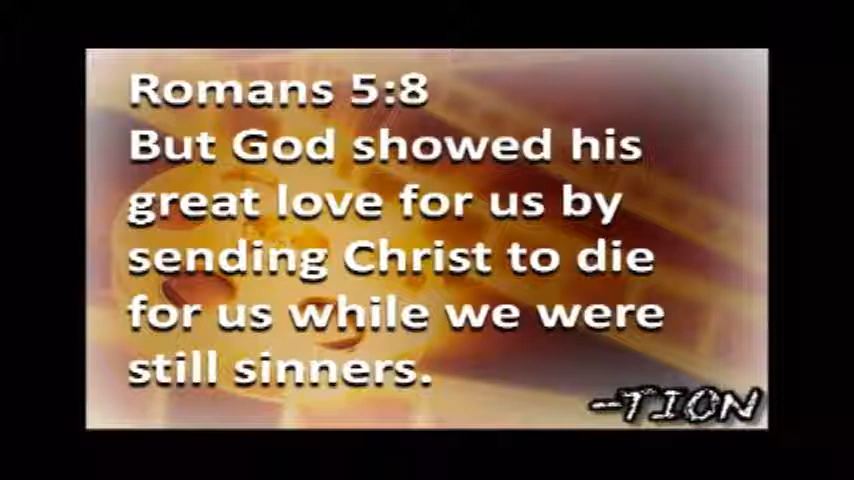 Romans 5:8
But God showed his
great love for us by
sending Christ to die
for us while we were
still sinners.
-TION